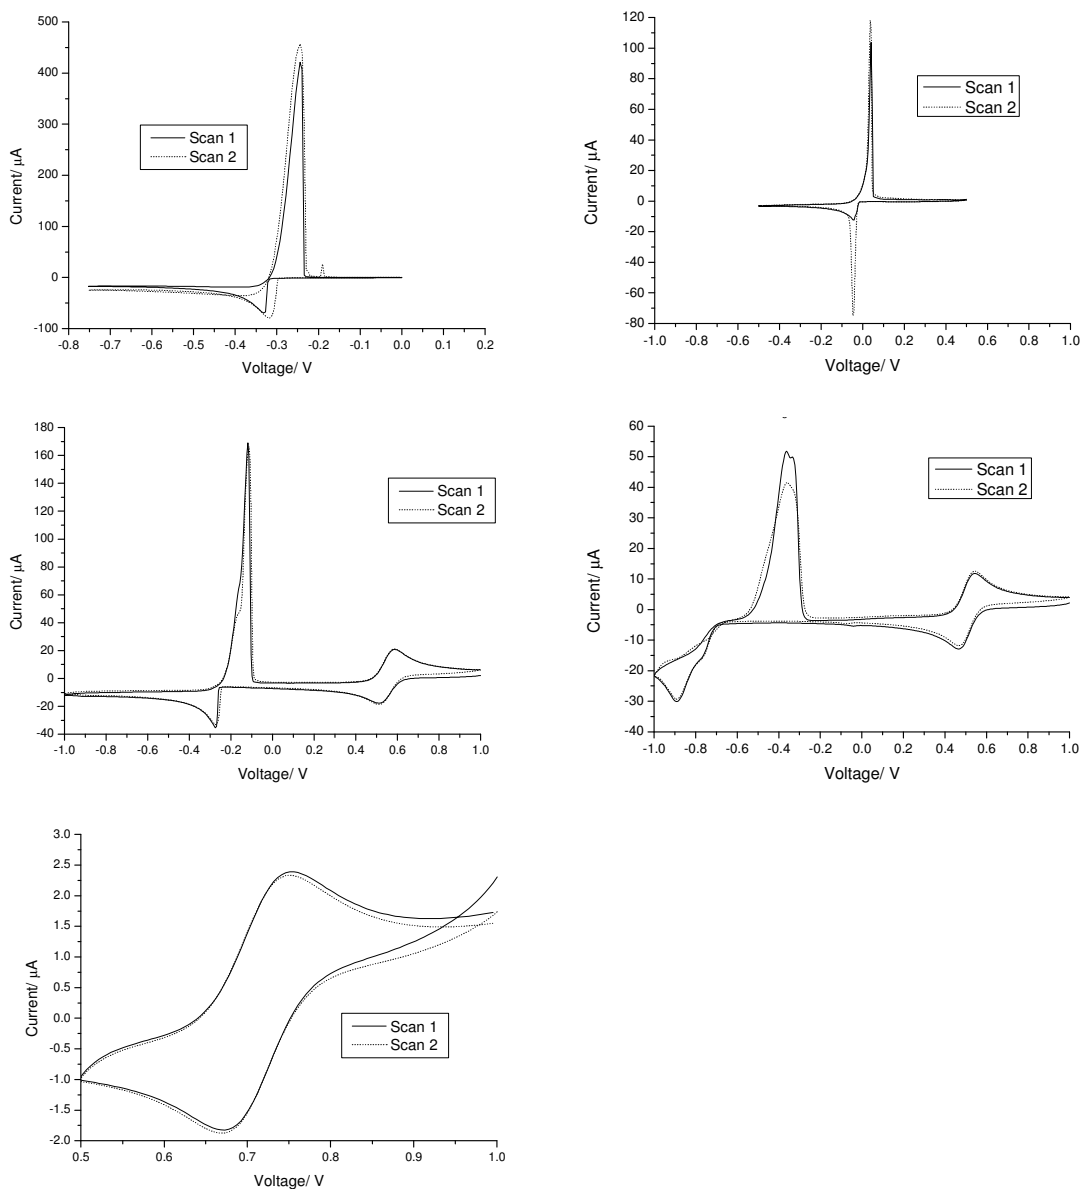 500
400
300
200
100
0
-100
Current/ μA
Scan 1
Scan 2
-0.8 -0.7 -0.6 -0.5 -0.4 -0.3 -0.2 -0.1 0.0 0.1 0.2
Voltage/ V
120
100
80
60
40
20
0
-20
-40
-60
-80
Current/ μA
Scan 1
Scan 2
-1.0 -0.8 -0.6 -0.4 -0.2 0.0 0.2 0.4 0.6 0.8 1.0
Voltage/ V
180
160
140
120
100
80
60
40
20
0
-20
-40
Current/ μA
Scan 1
Scan 2
-1.0 -0.8 -0.6 -0.4 -0.2 0.0 0.2 0.4 0.6 0.8 1.0
Voltage/ V
60
50
40
30
20
10
0
-10
-20
-30
-40
Current/ μA
Scan 1
Scan 2
-1.0 -0.8 -0.6 -0.4 -0.2 0.0 0.2 0.4 0.6 0.8 1.0
Voltage/ V
3.0
2.5
2.0
1.5
1.0
0.5
0.0
-0.5
-1.0
-1.5
-2.0
Current/ μA
Scan 1
Scan 2
0.5 0.6 0.7 0.8 0.9 1.0
Voltage/ V